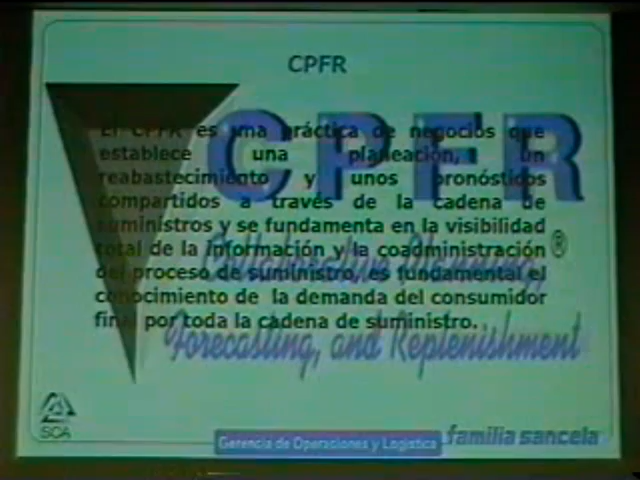 CPFR
CPFR
El CPFR es una práctica de negocios que
establece una planeación, un
reabastecimiento y unos pronósticos
compartidos a través de la cadena de
suministros y se fundamenta en la visibilidad
total de la información y la coadministración
del proceso de suministro, es fundamental el
conocimiento de la demanda del consumidor
final por toda la cadena de suministro.
®
Collaborative Planning,
Forecasting, and Replenishment
SCA
Gerencia de Operaciones y Logística
familia sancela